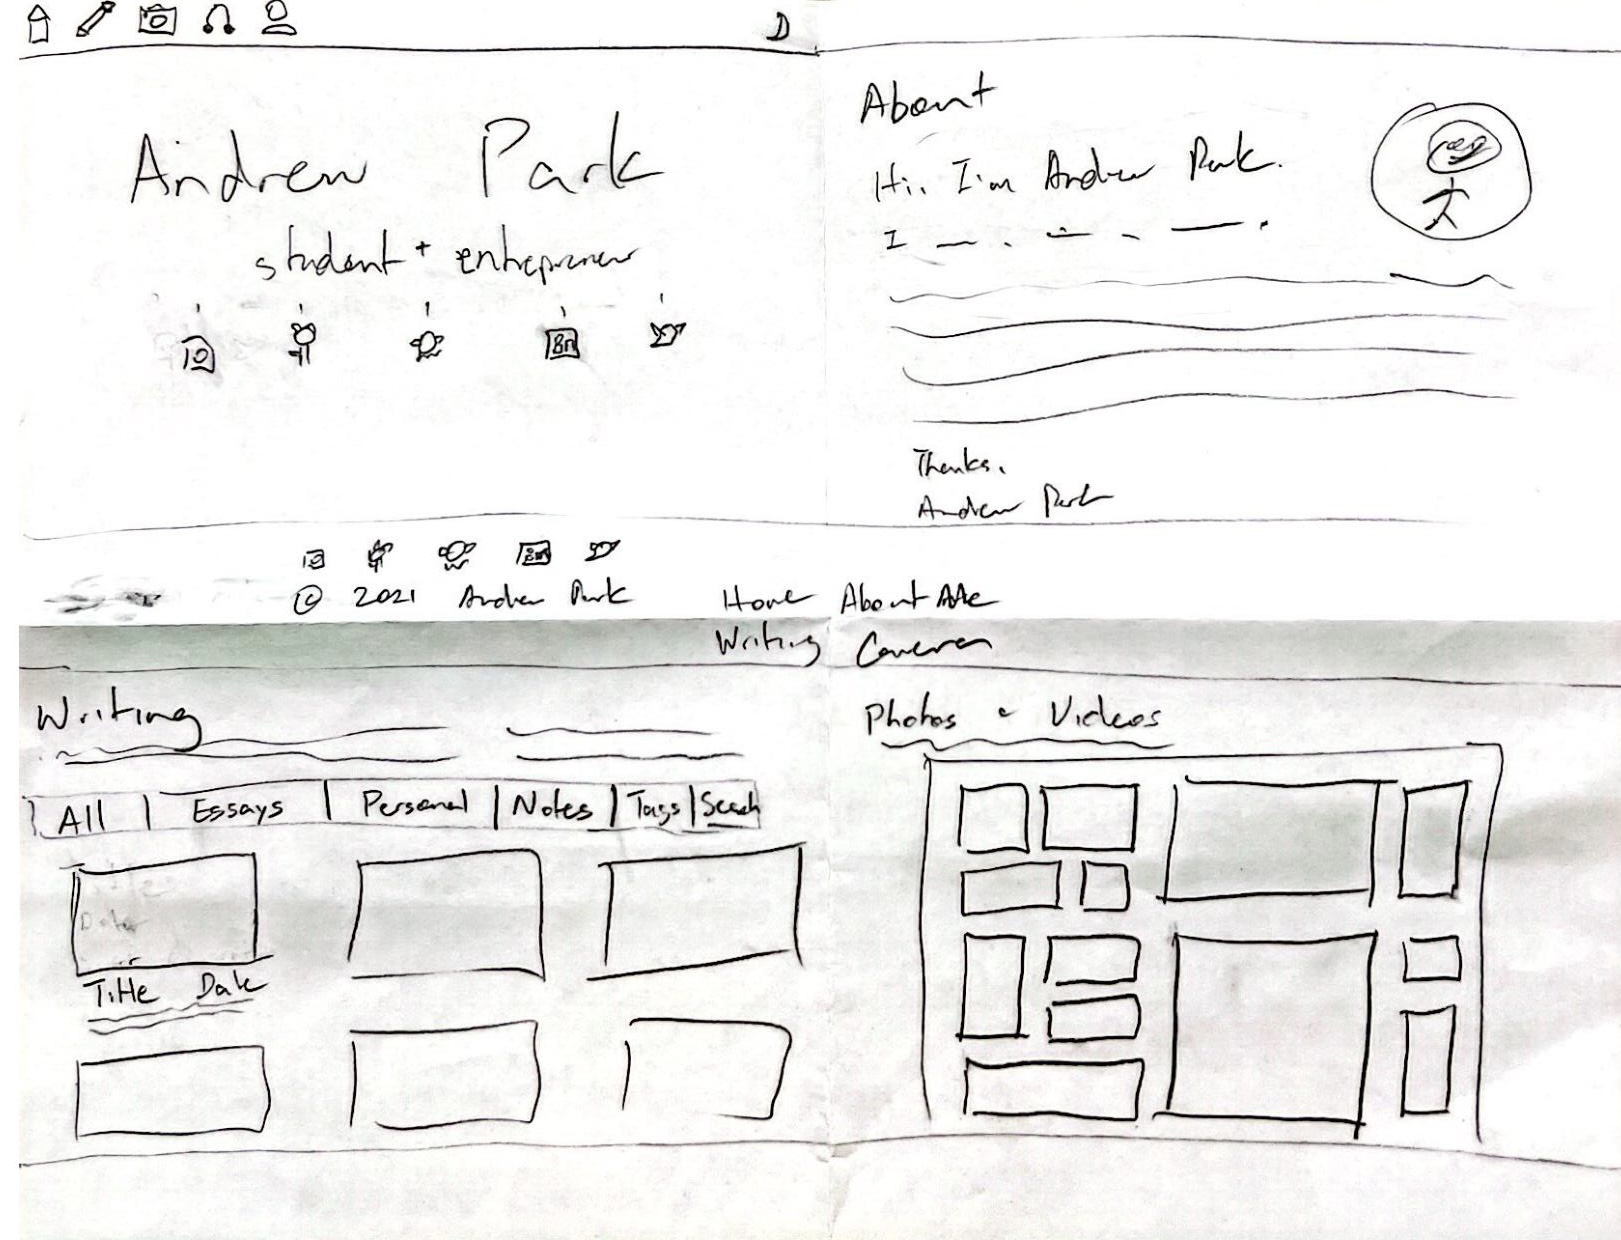 D
Andrew Park
student + entrepreneur
About
Hi, I'm Andrew Park.
I
Thanks,
Andrew Park
© 2021 Andrew Park
Home
About Me
Writing
Camera
Writing
All | Essays | Personal | Notes | Tags | Search
Date
Title Date
Photos & Videos